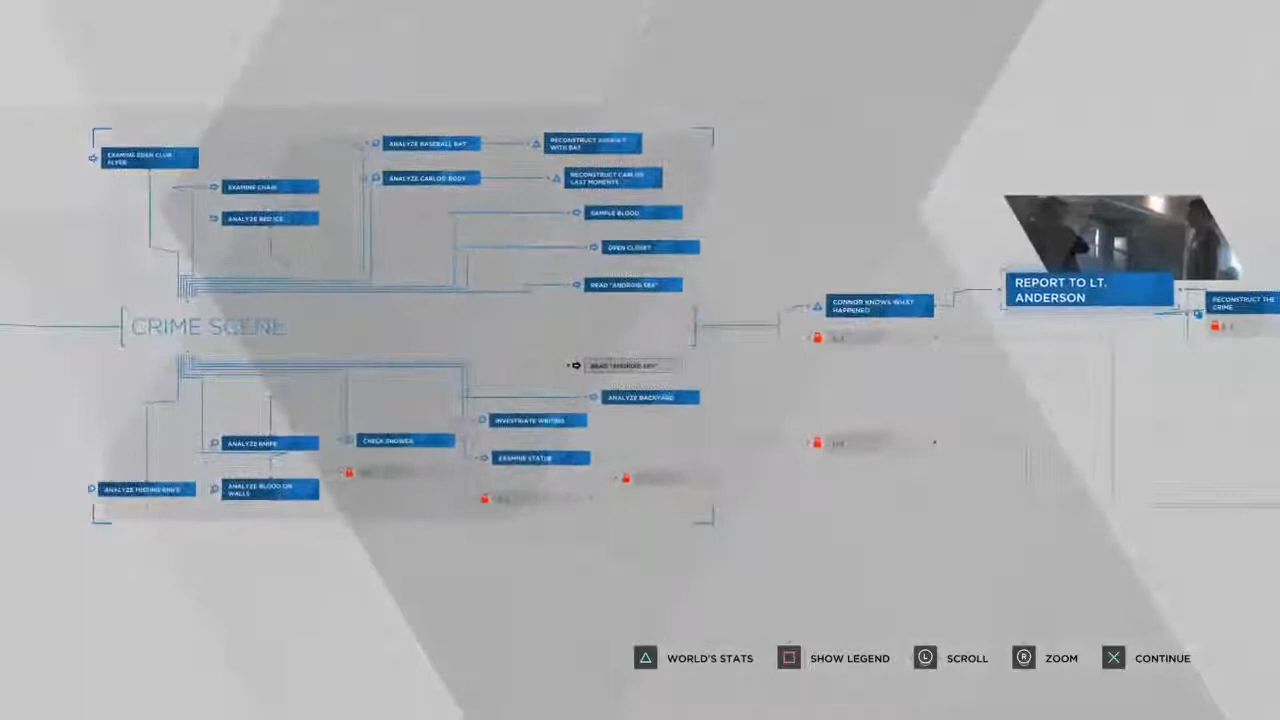 EXAMINE EDEN CLUB
FLYER
ANALYZE BASEBALL BAT
RECONSTRUCT ASSAULT
WITH BAT
ANALYZE CARLOS' BODY
RECONSTRUCT CARLOS'
LAST MOMENTS
EXAMINE CHAIR
ANALYZE RED ICE
SAMPLE BLOOD
OPEN CLOSET
READ "ANDROID SEX"
CRIME SCENE
CONNOR KNOWS WHAT
HAPPENED
REPORT TO LT.
ANDERSON
RECONSTRUCT THE
CRIME
ANALYZE BACKYARD
INVESTIGATE WRITING
ANALYZE KNIFE
CHECK SHOWER
EXAMINE STATUE
ANALYZE MISSING KNIFE
ANALYZE BLOOD ON
WALLS
WORLD'S STATS
SHOW LEGEND
L
SCROLL
R
ZOOM
CONTINUE